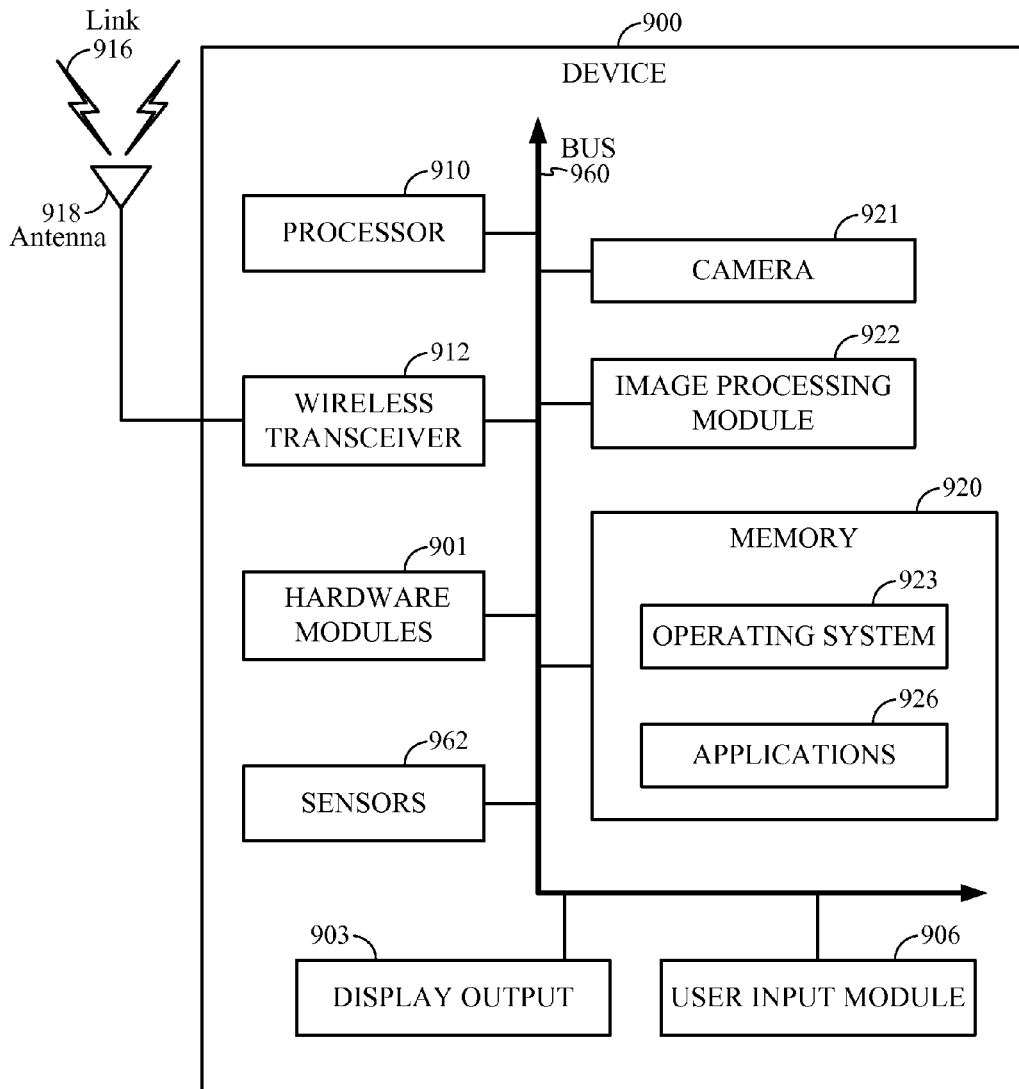 Link
916
900
DEVICE
BUS
960
910
PROCESSOR
918
Antenna
921
CAMERA
912
WIRELESS
TRANSCEIVER
922
IMAGE PROCESSING
MODULE
920
MEMORY
901
HARDWARE
MODULES
923
OPERATING SYSTEM
926
APPLICATIONS
962
SENSORS
903
DISPLAY OUTPUT
906
USER INPUT MODULE